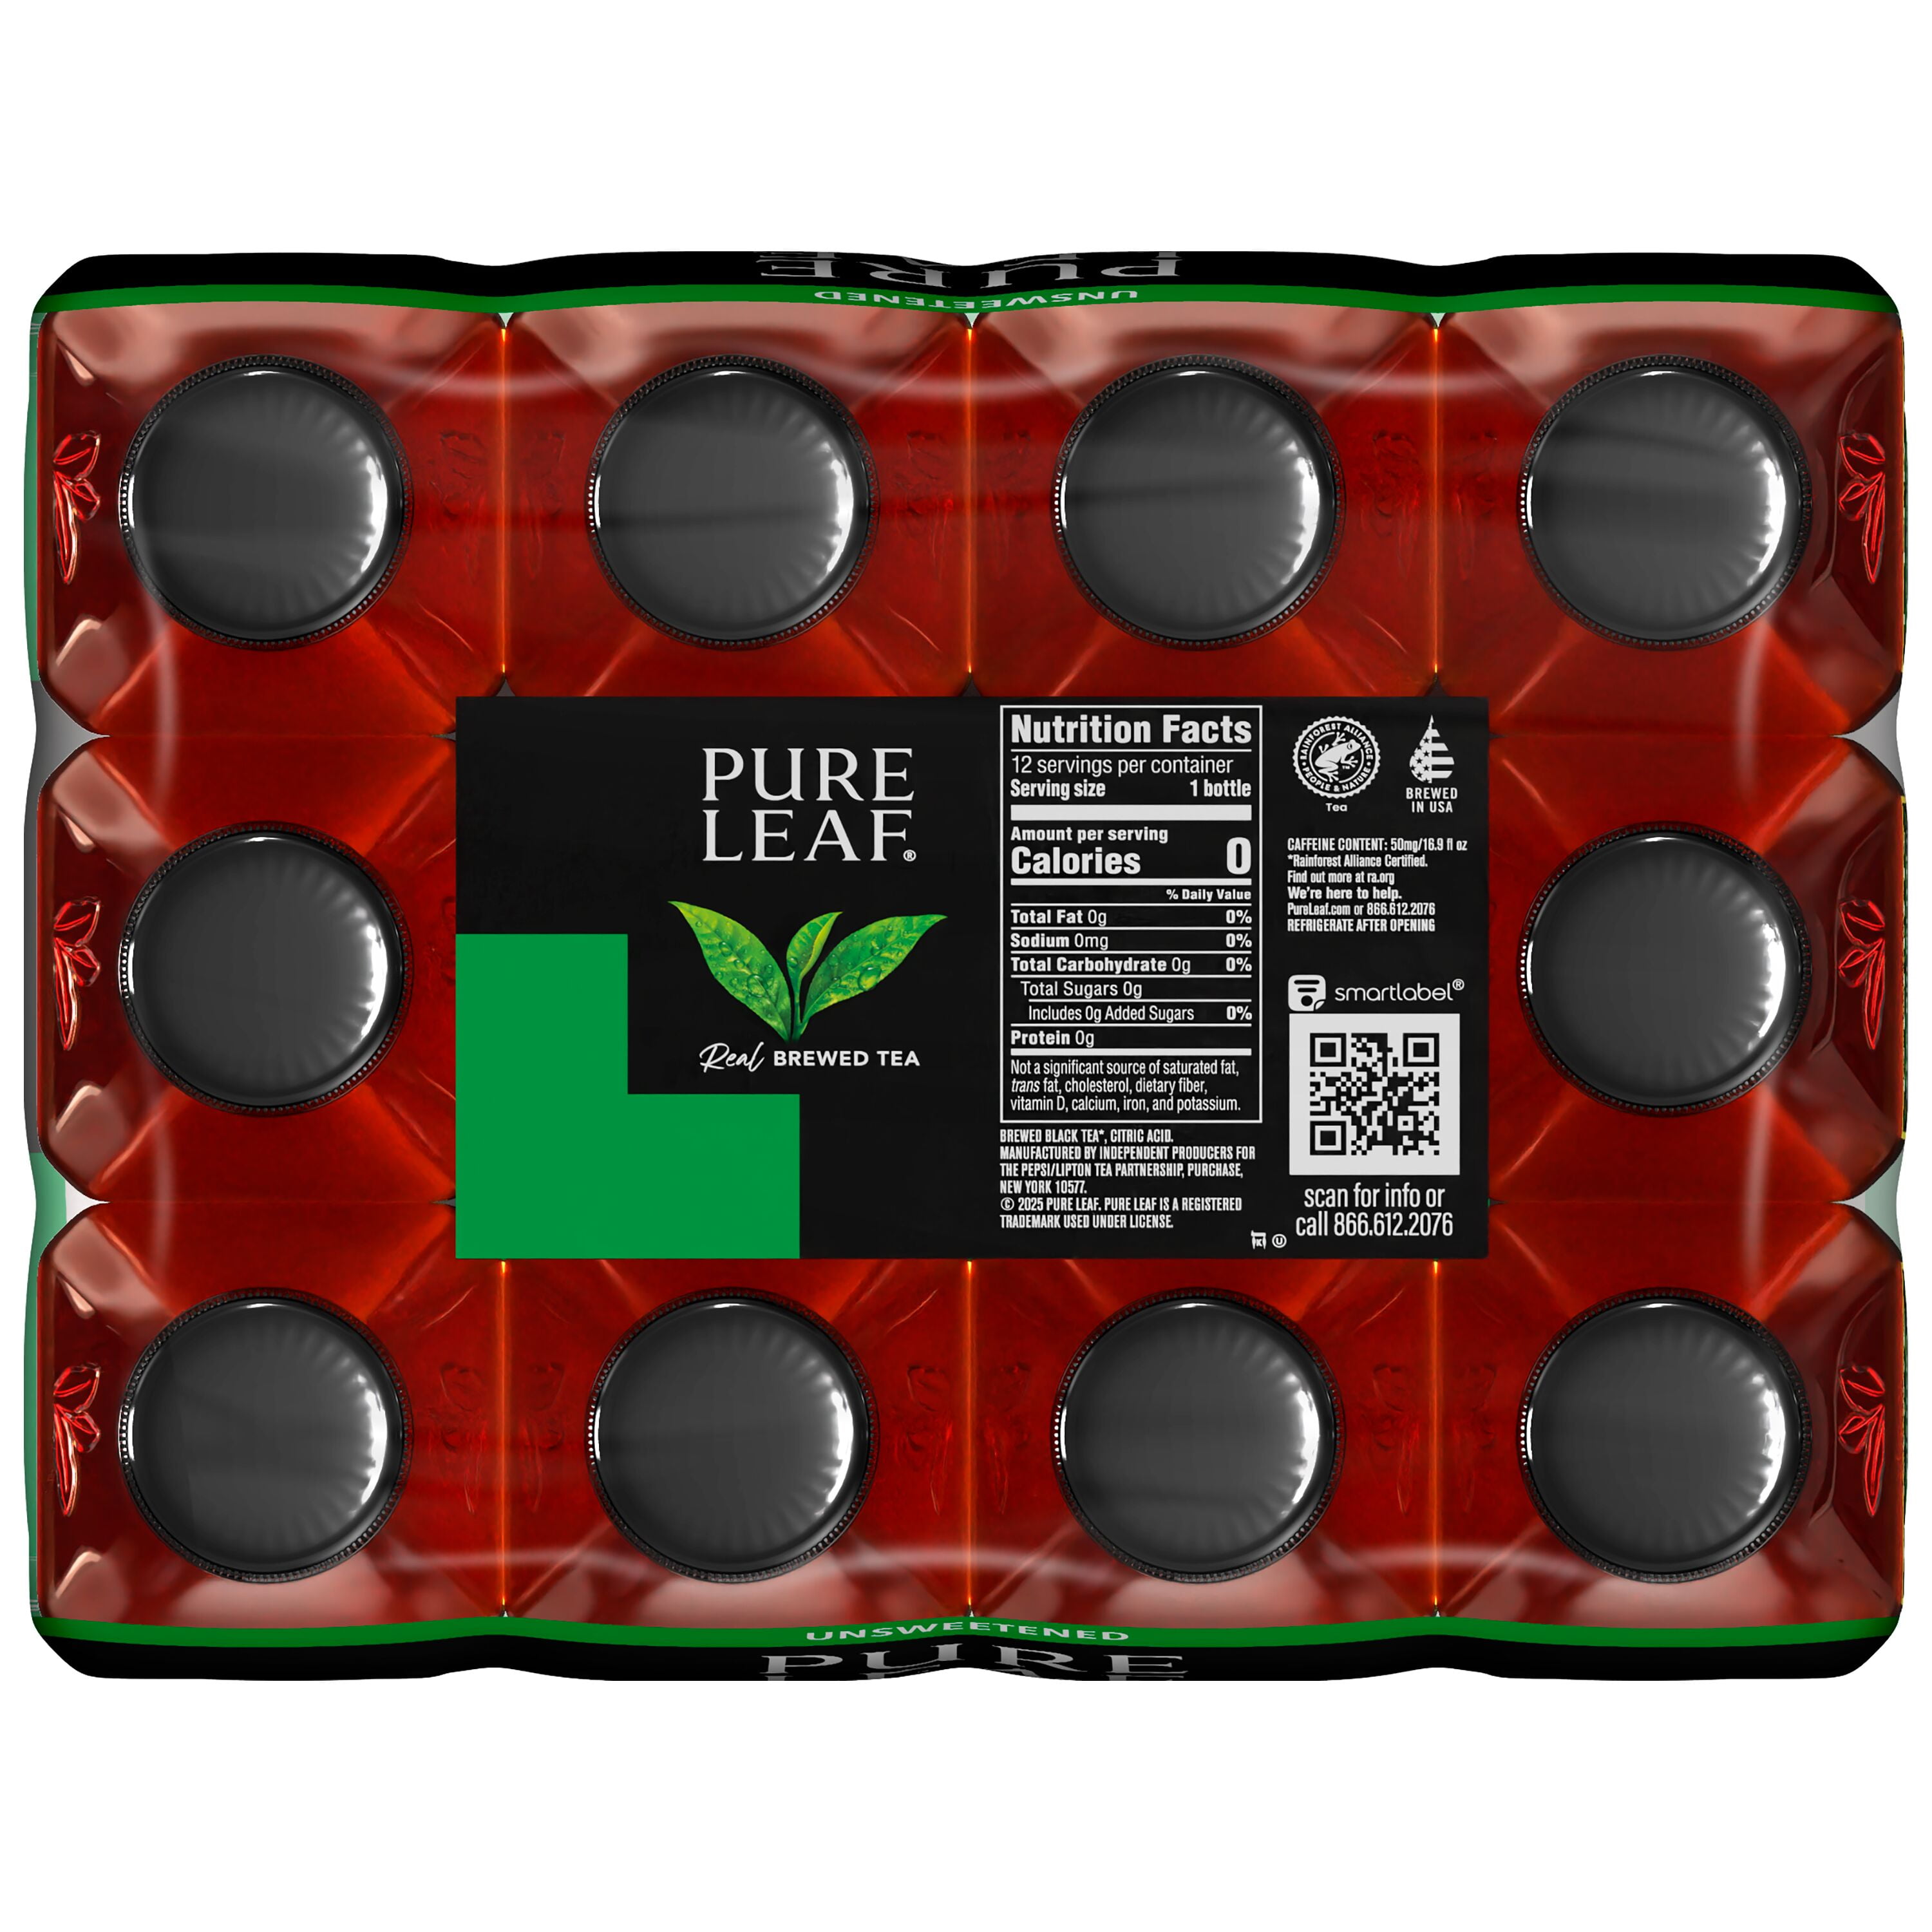 PURE
UNSWEETENED
PURE
LEAF®
Real BREWED TEA
Nutrition Facts
12 servings per container
Serving size 1 bottle
Amount per serving
Calories 0
% Daily Value
Total Fat 0g 0%
Sodium 0mg 0%
Total Carbohydrate 0g 0%
Total Sugars 0g
Includes 0g Added Sugars 0%
Protein 0g
Not a significant source of saturated fat,
trans fat, cholesterol, dietary fiber,
vitamin D, calcium, iron, and potassium.
BREWED BLACK TEA*, CITRIC ACID.
MANUFACTURED BY INDEPENDENT PRODUCERS FOR
THE PEPSI/LIPTON TEA PARTNERSHIP, PURCHASE,
NEW YORK 10577.
© 2025 PURE LEAF. PURE LEAF IS A REGISTERED
TRADEMARK USED UNDER LICENSE.
RAINFOREST ALLIANCE
PEOPLE & NATURE
Tea
BREWED
IN USA
CAFFEINE CONTENT: 50mg/16.9 fl oz
*Rainforest Alliance Certified.
Find out more at ra.org
We're here to help.
PureLeaf.com or 866.612.2076
REFRIGERATE AFTER OPENING
smartlabel®
scan for info or
call 866.612.2076
K U
UNSWEETENED
PURE